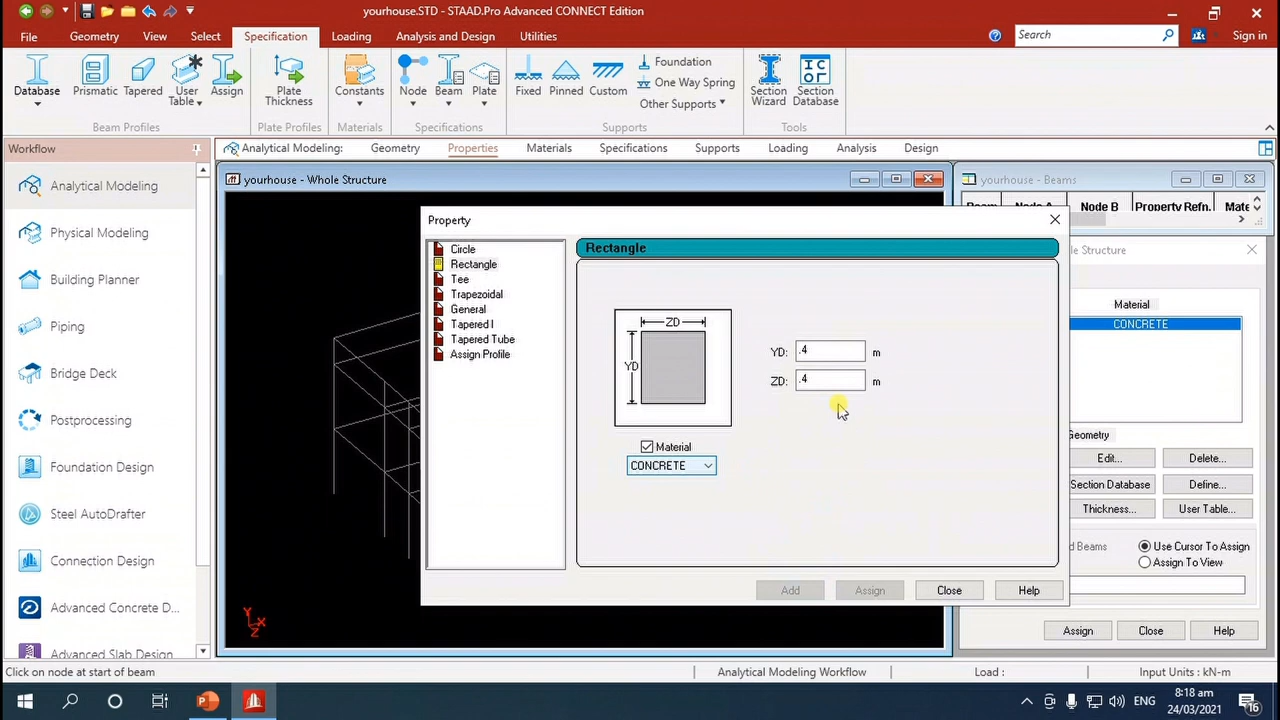 yourhouse.STD - STAAD.Pro Advanced CONNECT Edition
File Geometry View Select Specification Loading Analysis and Design Utilities Search Sign in
Database Prismatic Tapered User Table Assign Plate Thickness Constants Node Beam Plate Fixed Pinned Custom Foundation One Way Spring Other Supports Section Wizard Section Database
Beam Profiles Plate Profiles Materials Specifications Supports Tools
Workflow
Analytical Modeling: Geometry Properties Materials Specifications Supports Loading Analysis Design
Analytical Modeling
Physical Modeling
Building Planner
Piping
Bridge Deck
Postprocessing
Foundation Design
Steel AutoDrafter
Connection Design
Advanced Concrete D...
Advanced Slab Design
yourhouse - Whole Structure
yourhouse - Beams
Node B Property Refn. Mate
Property
Circle
Rectangle
Tee
Trapezoidal
General
Tapered I
Tapered Tube
Assign Profile
Rectangle
ZD
YD
YD: .4 m
ZD: .4 m
Material
CONCRETE
Add Assign Close Help
Whole Structure
Material
CONCRETE
Geometry
Edit... Delete...
Section Database Define...
Thickness... User Table...
d Beams
Use Cursor To Assign
Assign To View
Assign Close Help
Y
X
Z
Click on node at start of beam
Analytical Modeling Workflow Load : Input Units : kN-m
ENG
8:18 am
24/03/2021
16